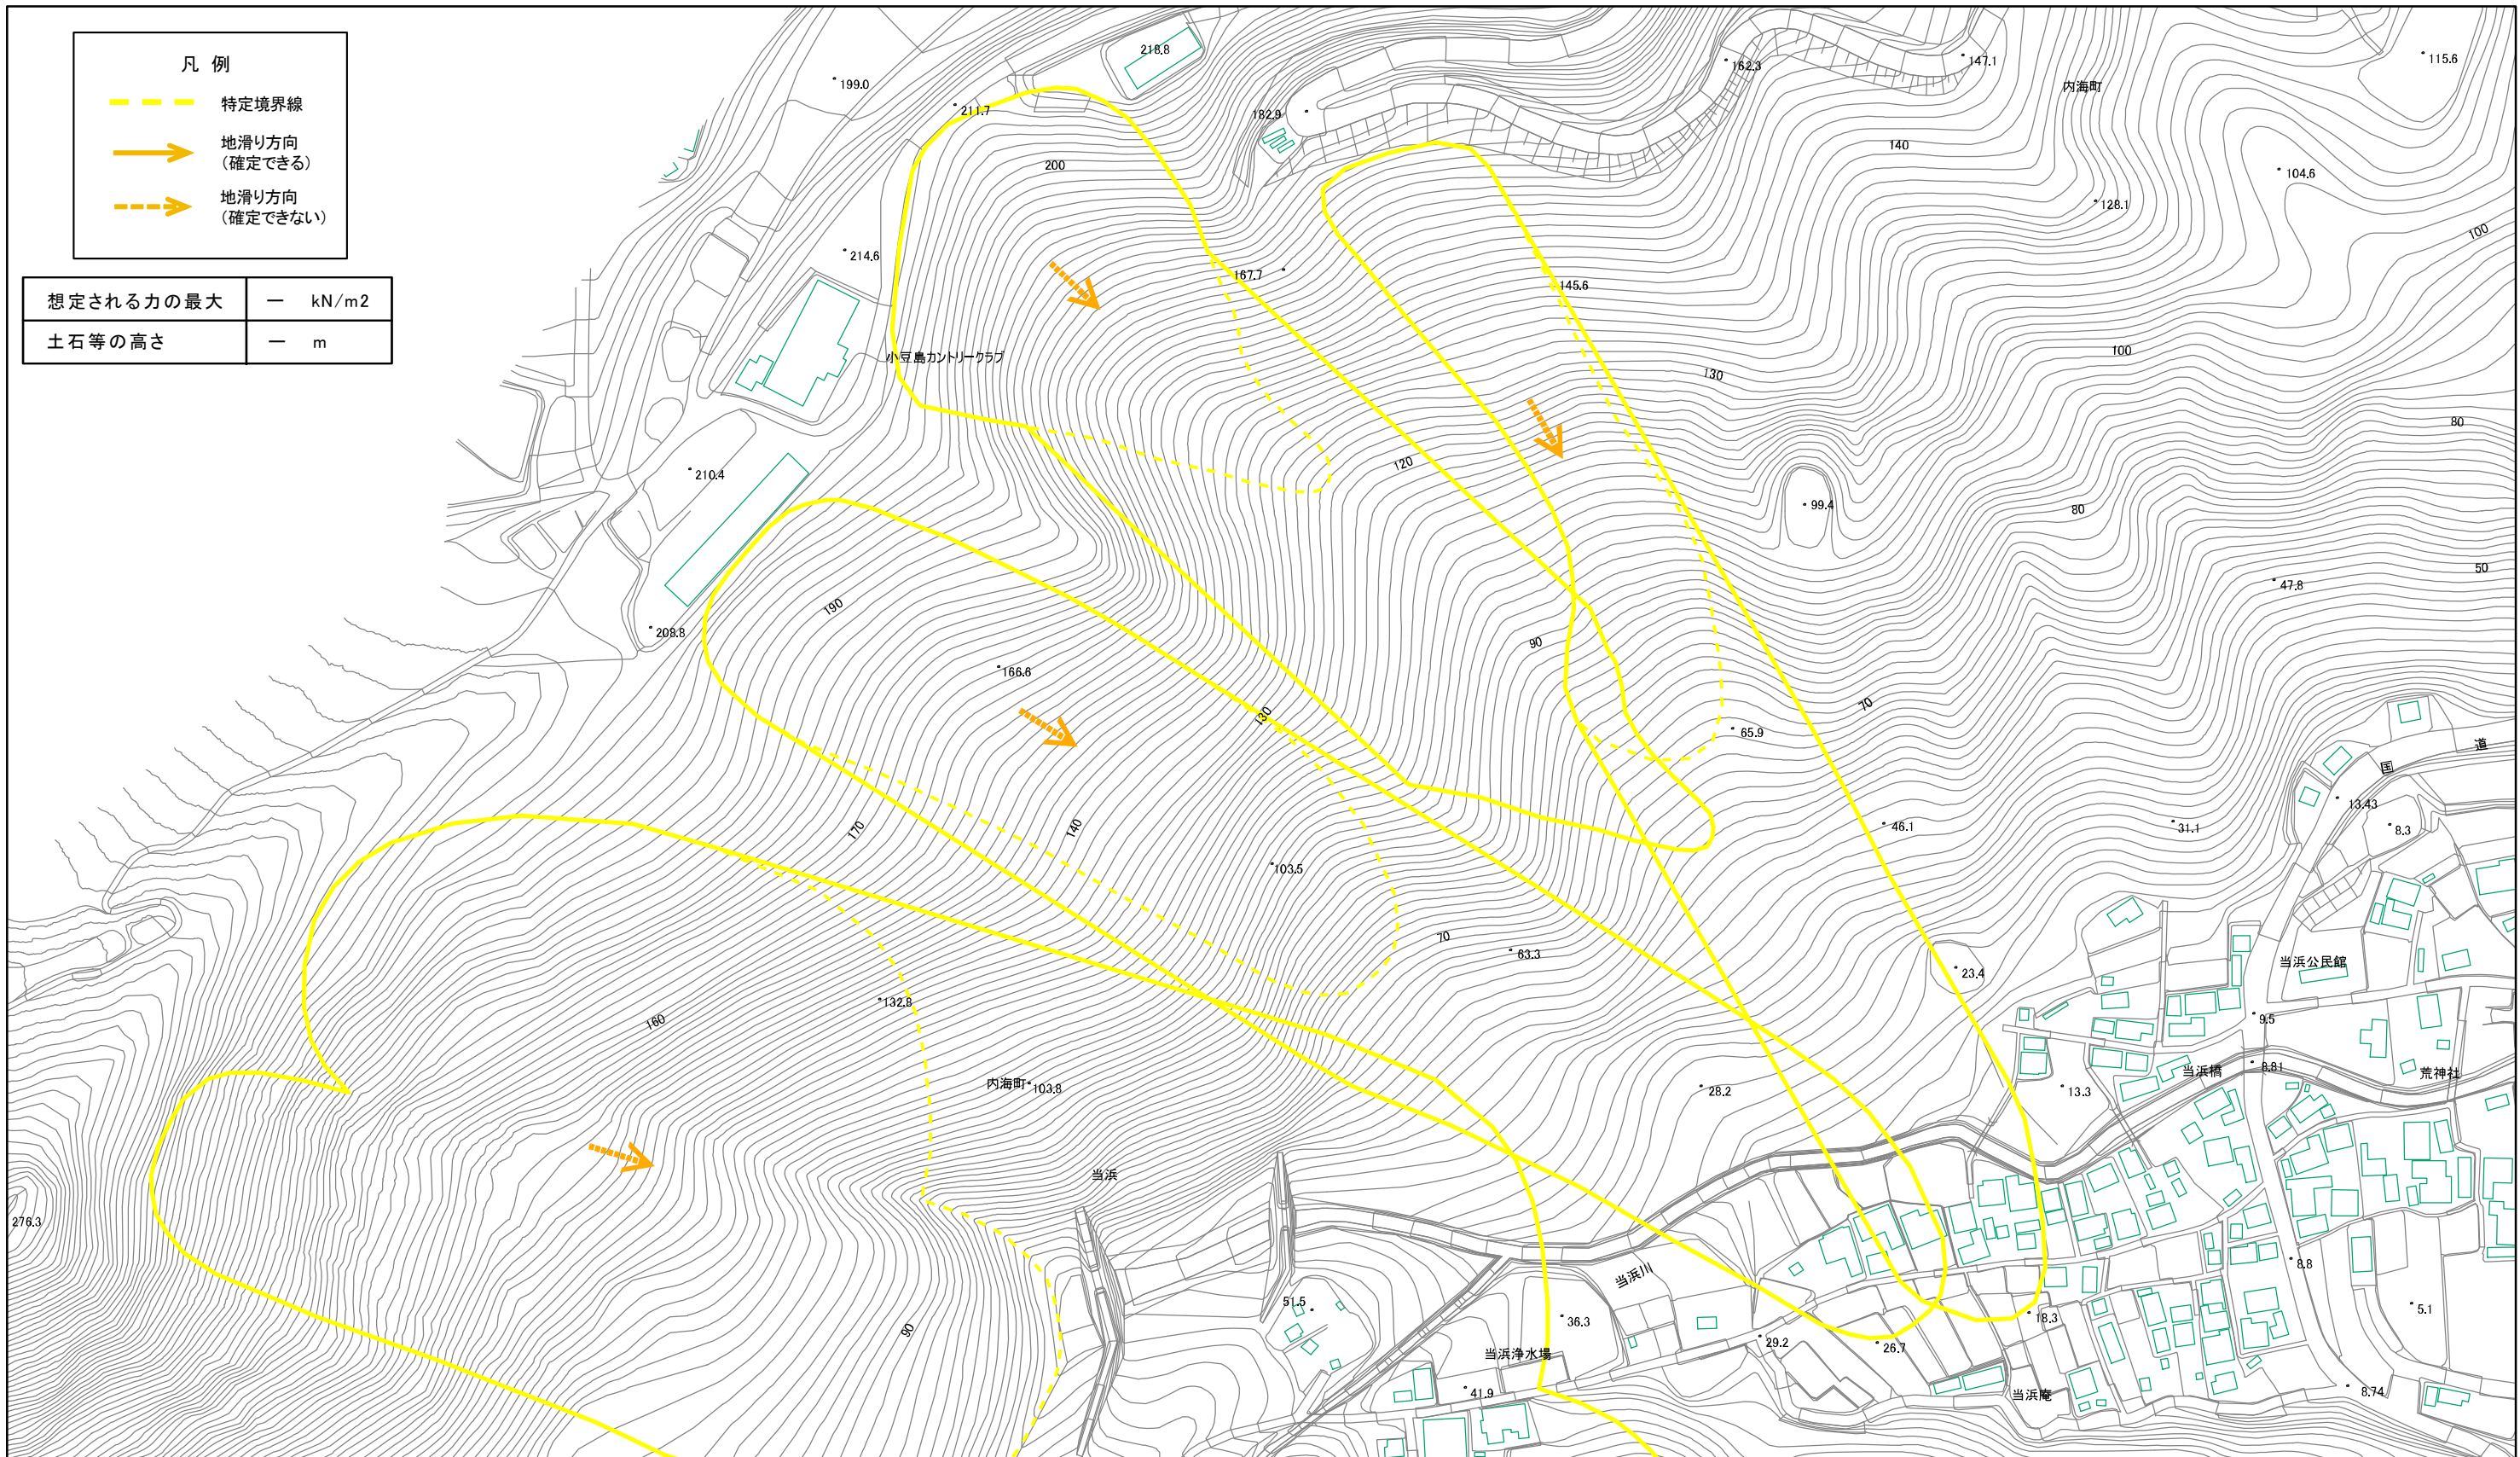 凡 例
特定境界線
地滑り方向
（確定できる）
地滑り方向
（確定できない）
想定される力の最大 ー kN/m2
土石等の高さ ー m
218.8
199.0
211.7
182.9
162.3
147.1
内海町
115.6
200
140
104.6
128.1
100
214.6
167.7
145.6
小豆島カントリークラブ
130
100
80
210.4
120
99.4
80
190
208.8
166.6
90
47.8
50
130
70
65.9
道
国
170
140
103.5
46.1
31.1
13.43
8.3
70
63.3
23.4
当浜公民館
132.8
160
9.5
内海町
103.8
28.2
13.3
当浜橋
8.81
荒神社
当浜
276.3
当浜川
51.5
36.3
8.8
5.1
90
当浜浄水場
29.2
26.7
18.3
41.9
当浜庵
8.74